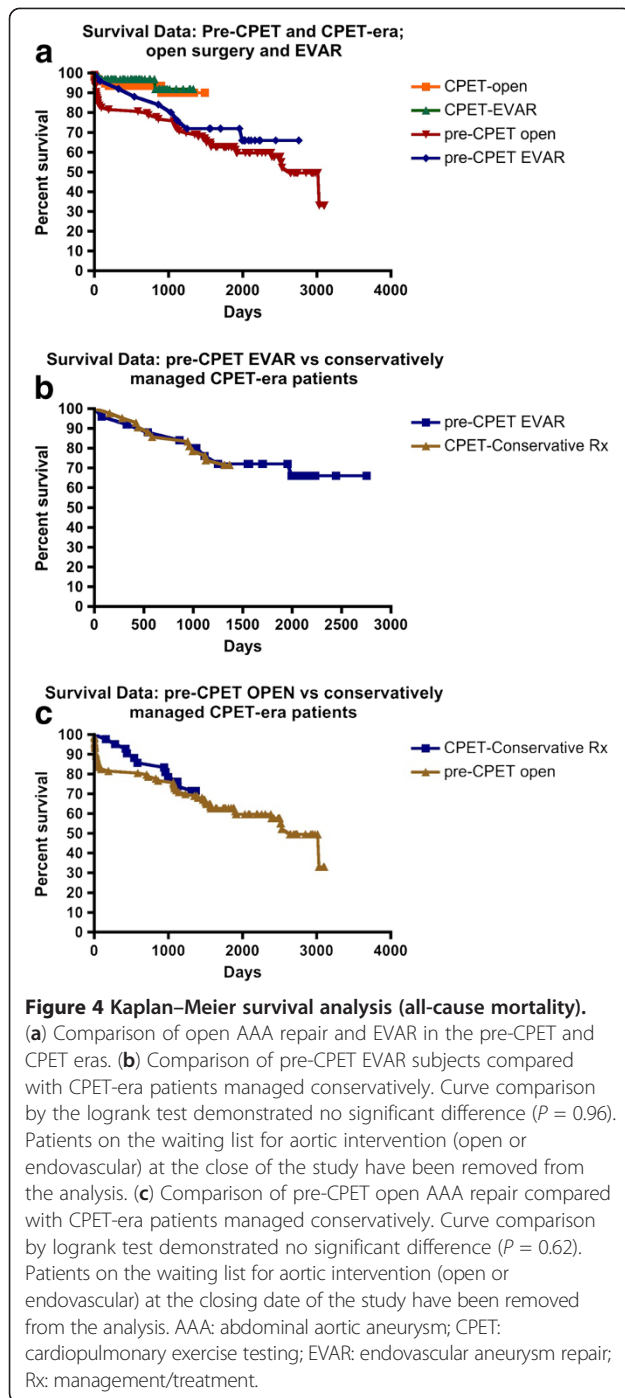 Survival Data: Pre-CPET and CPET-era;
open surgery and EVAR
a
Percent survival
100
90
80
70
60
50
40
30
20
10
0
0 1000 2000 3000 4000
Days
CPET-open
CPET-EVAR
pre-CPET open
pre-CPET EVAR
Survival Data: pre-CPET EVAR vs conservatively
managed CPET-era patients
b
Percent survival
100
90
80
70
60
50
40
30
20
10
0
0 500 1000 1500 2000 2500 3000
Days
pre-CPET EVAR
CPET-Conservative Rx
Survival Data: pre-CPET OPEN vs conservatively
managed CPET-era patients
c
Percent survival
100
90
80
70
60
50
40
30
20
10
0
0 1000 2000 3000 4000
Days
CPET-Conservative Rx
pre-CPET open
Figure 4 Kaplan–Meier survival analysis (all-cause mortality).
(a) Comparison of open AAA repair and EVAR in the pre-CPET and
CPET eras. (b) Comparison of pre-CPET EVAR subjects compared
with CPET-era patients managed conservatively. Curve comparison
by the logrank test demonstrated no significant difference (P = 0.96).
Patients on the waiting list for aortic intervention (open or
endovascular) at the close of the study have been removed from
the analysis. (c) Comparison of pre-CPET open AAA repair compared
with CPET-era patients managed conservatively. Curve comparison
by logrank test demonstrated no significant difference (P = 0.62).
Patients on the waiting list for aortic intervention (open or
endovascular) at the closing date of the study have been removed
from the analysis. AAA: abdominal aortic aneurysm; CPET:
cardiopulmonary exercise testing; EVAR: endovascular aneurysm repair;
Rx: management/treatment.